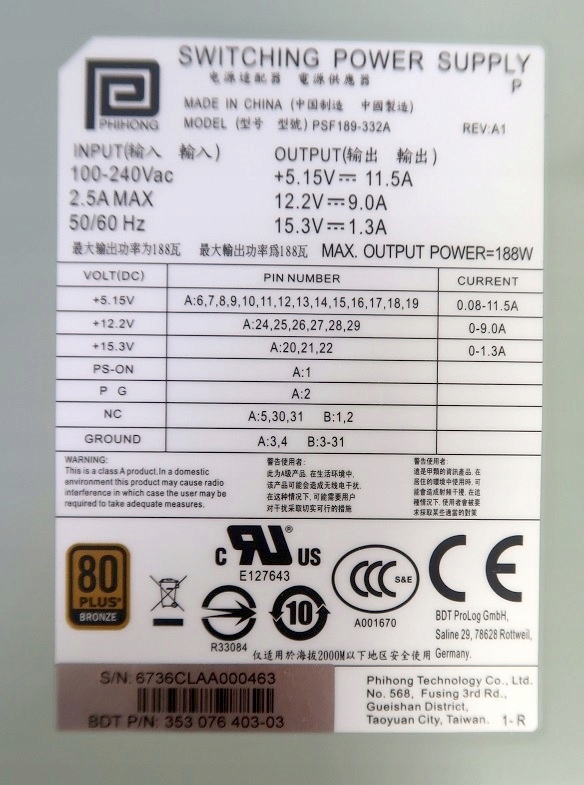 SWITCHING POWER SUPPLY
电源适配器 電源供應器 P
PHIHONG
MADE IN CHINA (中国制造 中國製造)
MODEL (型号 型號) PSF189-332A REV:A1
INPUT(输入 輸入) OUTPUT(输出 輸出)
100-240Vac +5.15V⎓ 11.5A
2.5A MAX 12.2V⎓9.0A
50/60 Hz 15.3V⎓1.3A
最大输出功率为188瓦 最大輸出功率爲188瓦 MAX. OUTPUT POWER=188W
VOLT(DC) PIN NUMBER CURRENT
+5.15V A:6,7,8,9,10,11,12,13,14,15,16,17,18,19 0.08-11.5A
+12.2V A:24,25,26,27,28,29 0-9.0A
+15.3V A:20,21,22 0-1.3A
PS-ON A:1
P G A:2
NC A:5,30,31 B:1,2
GROUND A:3,4 B:3-31
WARNING:
This is a class A product.In a domestic
environment this product may cause radio
interference in which case the user may be
required to take adequate measures.
警告使用者:
此为A级产品,在生活环境中,
该产品可能会造成无线电干扰,
在这种情况下,可能需要用户
对干扰采取切实可行的措施
警告使用者:
這是甲類的資訊產品,在
居住的環境中使用時,可
能會造成射頻干擾,在這
種情況下,使用者會被要
求採取某些適當的對策
80
PLUS
BRONZE
C RU ® US
E127643
R33084
10
CCC S&E
A001670
CE
BDT ProLog GmbH,
Saline 29, 78628 Rottweil,
Germany.
仅适用于海拔2000M以下地区安全使用
S/N: 6736CLAA000463
BDT P/N: 353 076 403-03
Phihong Technology Co., Ltd.
No. 568, Fusing 3rd Rd.,
Gueishan District,
Taoyuan City, Taiwan. 1-R